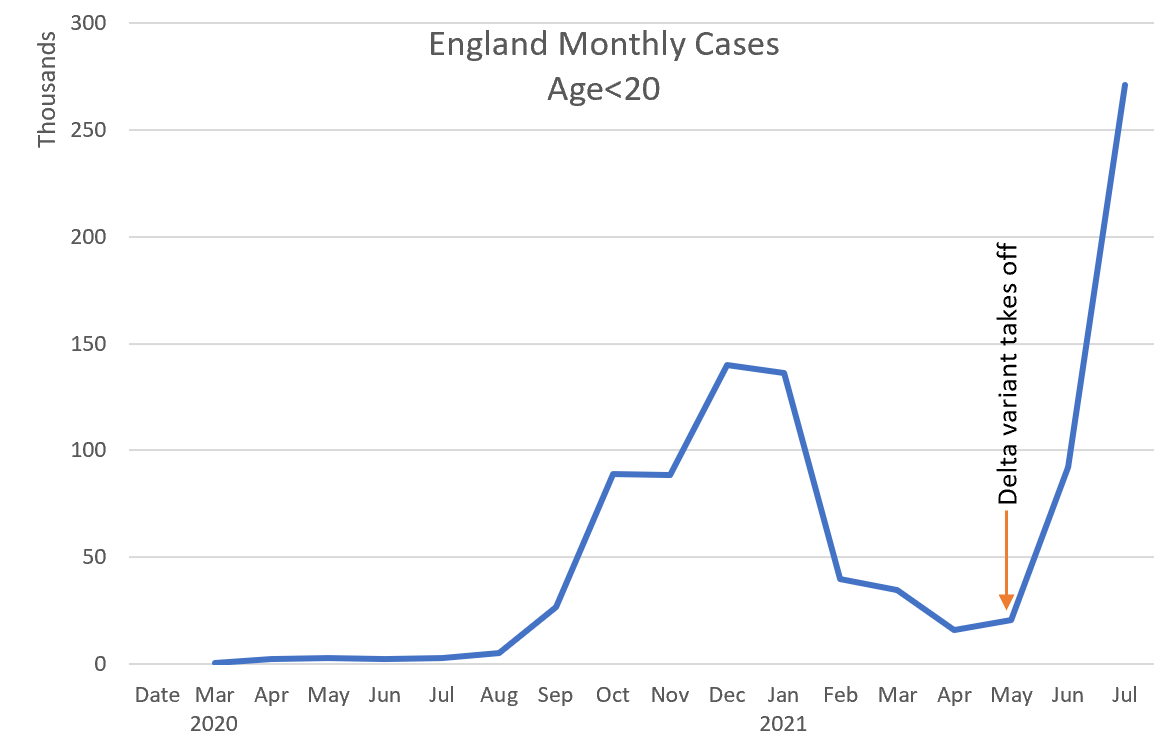 England Monthly Cases
Age<20
Thousands
300
250
200
150
100
50
0
Delta variant takes off
Date Mar Apr May Jun Jul Aug Sep Oct Nov Dec Jan Feb Mar Apr May Jun Jul
2020 2021